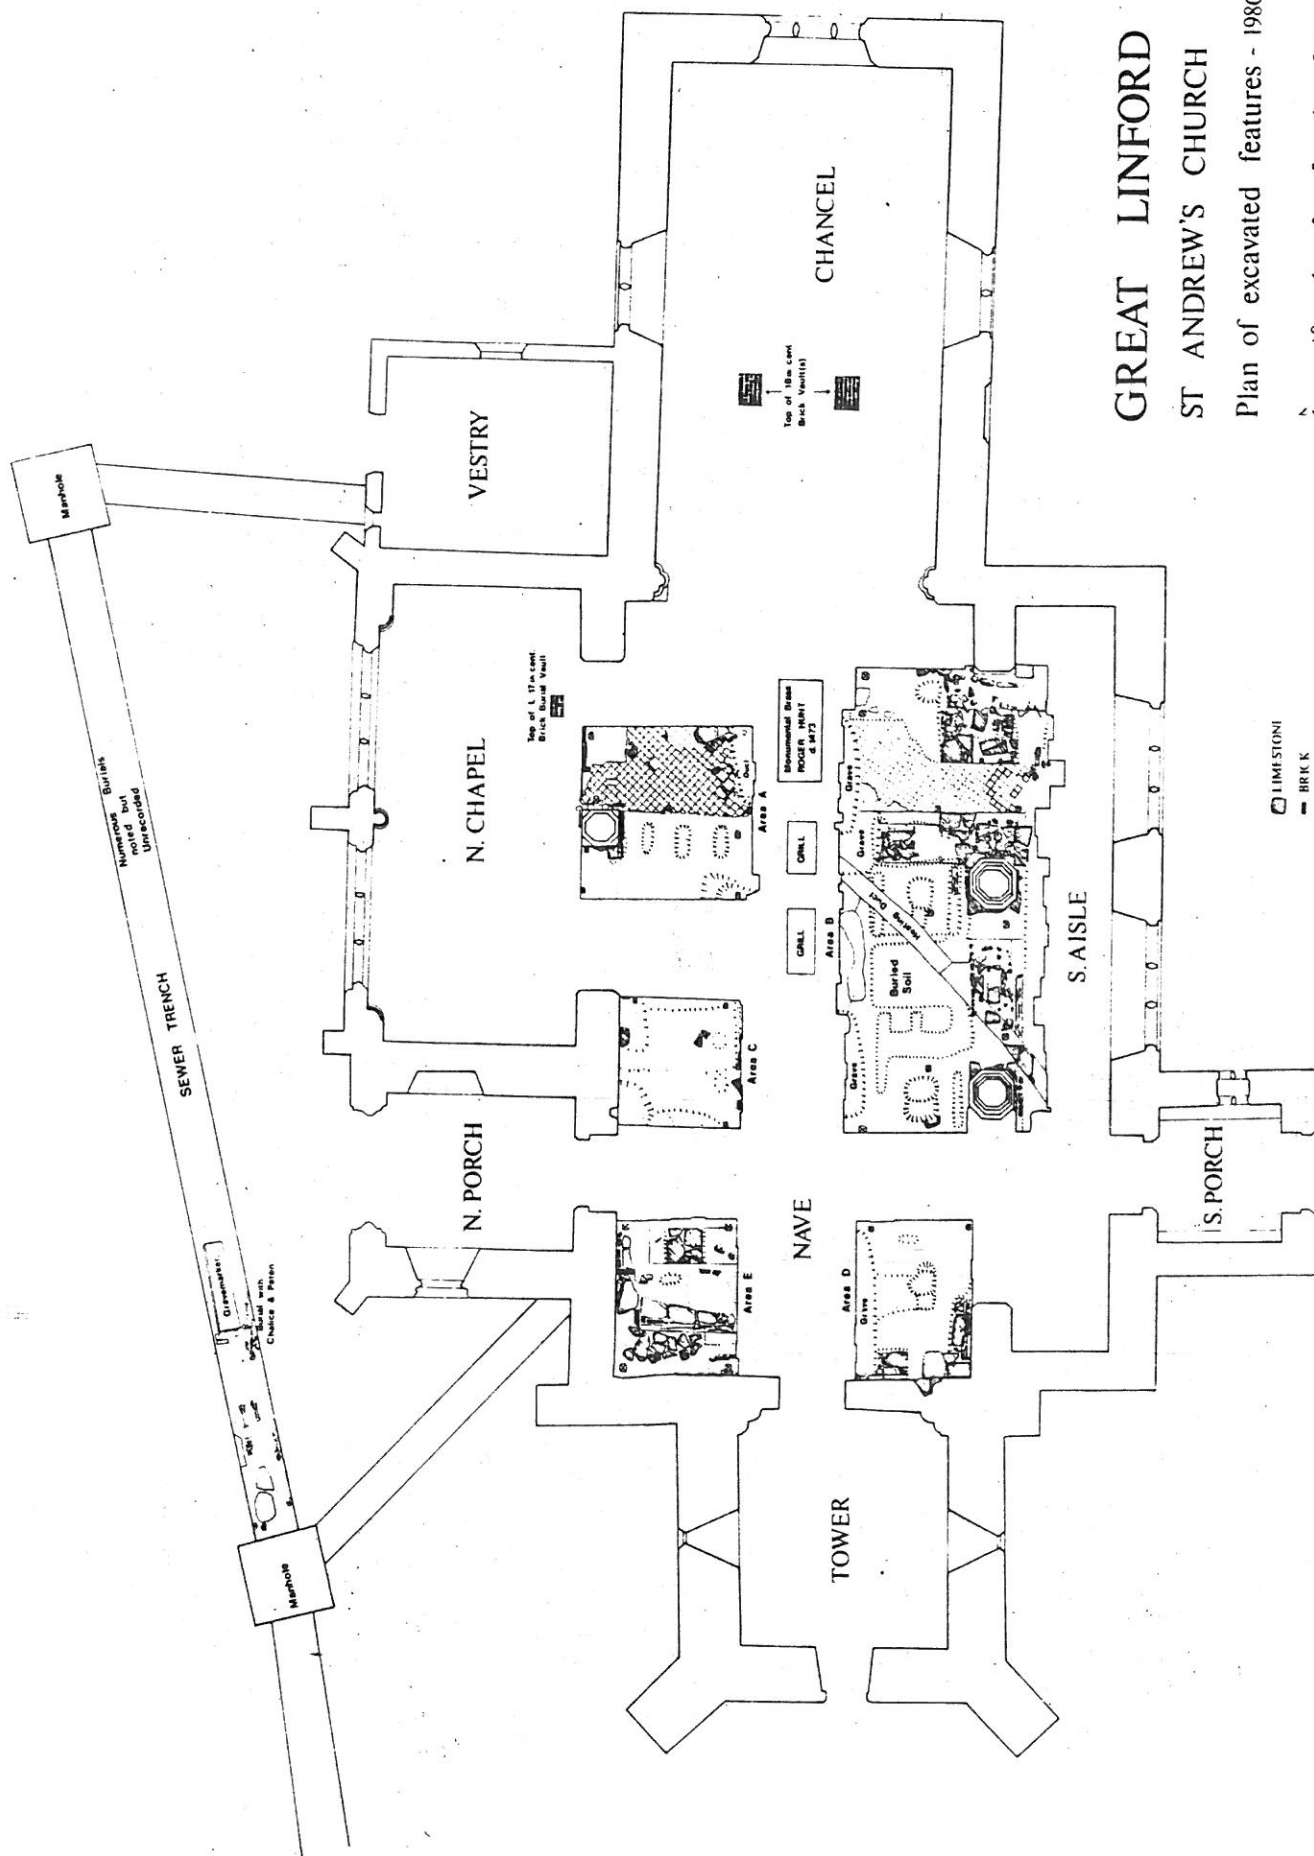 GREAT LINFORD
ST ANDREW'S CHURCH
Plan of excavated features - 1980
Manhole
SEWER TRENCH
Numerous Burials
noted but
Unrecorded
Gravemarker
Burial with
Chalice & Paten
Manhole
VESTRY
CHANCEL
Top of 18th cent
Brick Vault(s)
N. CHAPEL
Top of L 17th cent.
Brick Burial Vault
Monumental Brass
ROGER HUNT
d. 1473
Duct
Area A
GRILL
GRILL
Area B
Grave
Grave
Heating Duct
Buried
Soil
Grave
S. AISLE
Area C
N. PORCH
NAVE
S. PORCH
Area E
Area D
Grave
TOWER
LIMESTONE
BRICK